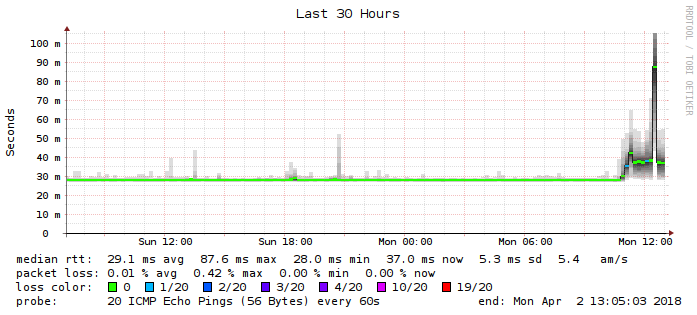 Last 30 Hours
RRDTOOL / TOBI OETIKER
Seconds
100 m
90 m
80 m
70 m
60 m
50 m
40 m
30 m
20 m
10 m
0
Sun 12:00 Sun 18:00 Mon 00:00 Mon 06:00 Mon 12:00
median rtt: 29.1 ms avg 87.6 ms max 28.0 ms min 37.0 ms now 5.3 ms sd 5.4 am/s
packet loss: 0.01 % avg 0.42 % max 0.00 % min 0.00 % now
loss color: 0 1/20 2/20 3/20 4/20 10/20 19/20
probe: 20 ICMP Echo Pings (56 Bytes) every 60s end: Mon Apr 2 13:05:03 2018